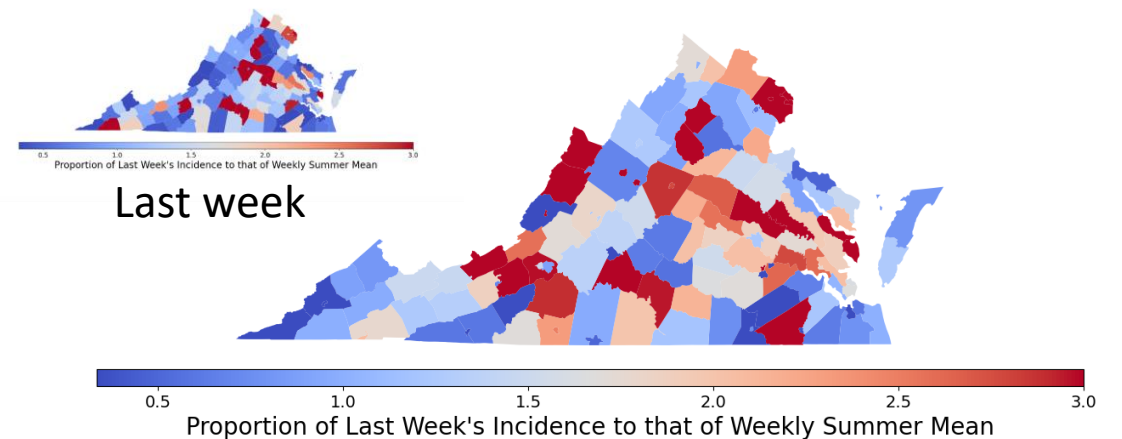 0.5 1.0 1.5 2.0 2.5 3.0
Proportion of Last Week's Incidence to that of Weekly Summer Mean
Last week
0.5 1.0 1.5 2.0 2.5 3.0
Proportion of Last Week's Incidence to that of Weekly Summer Mean